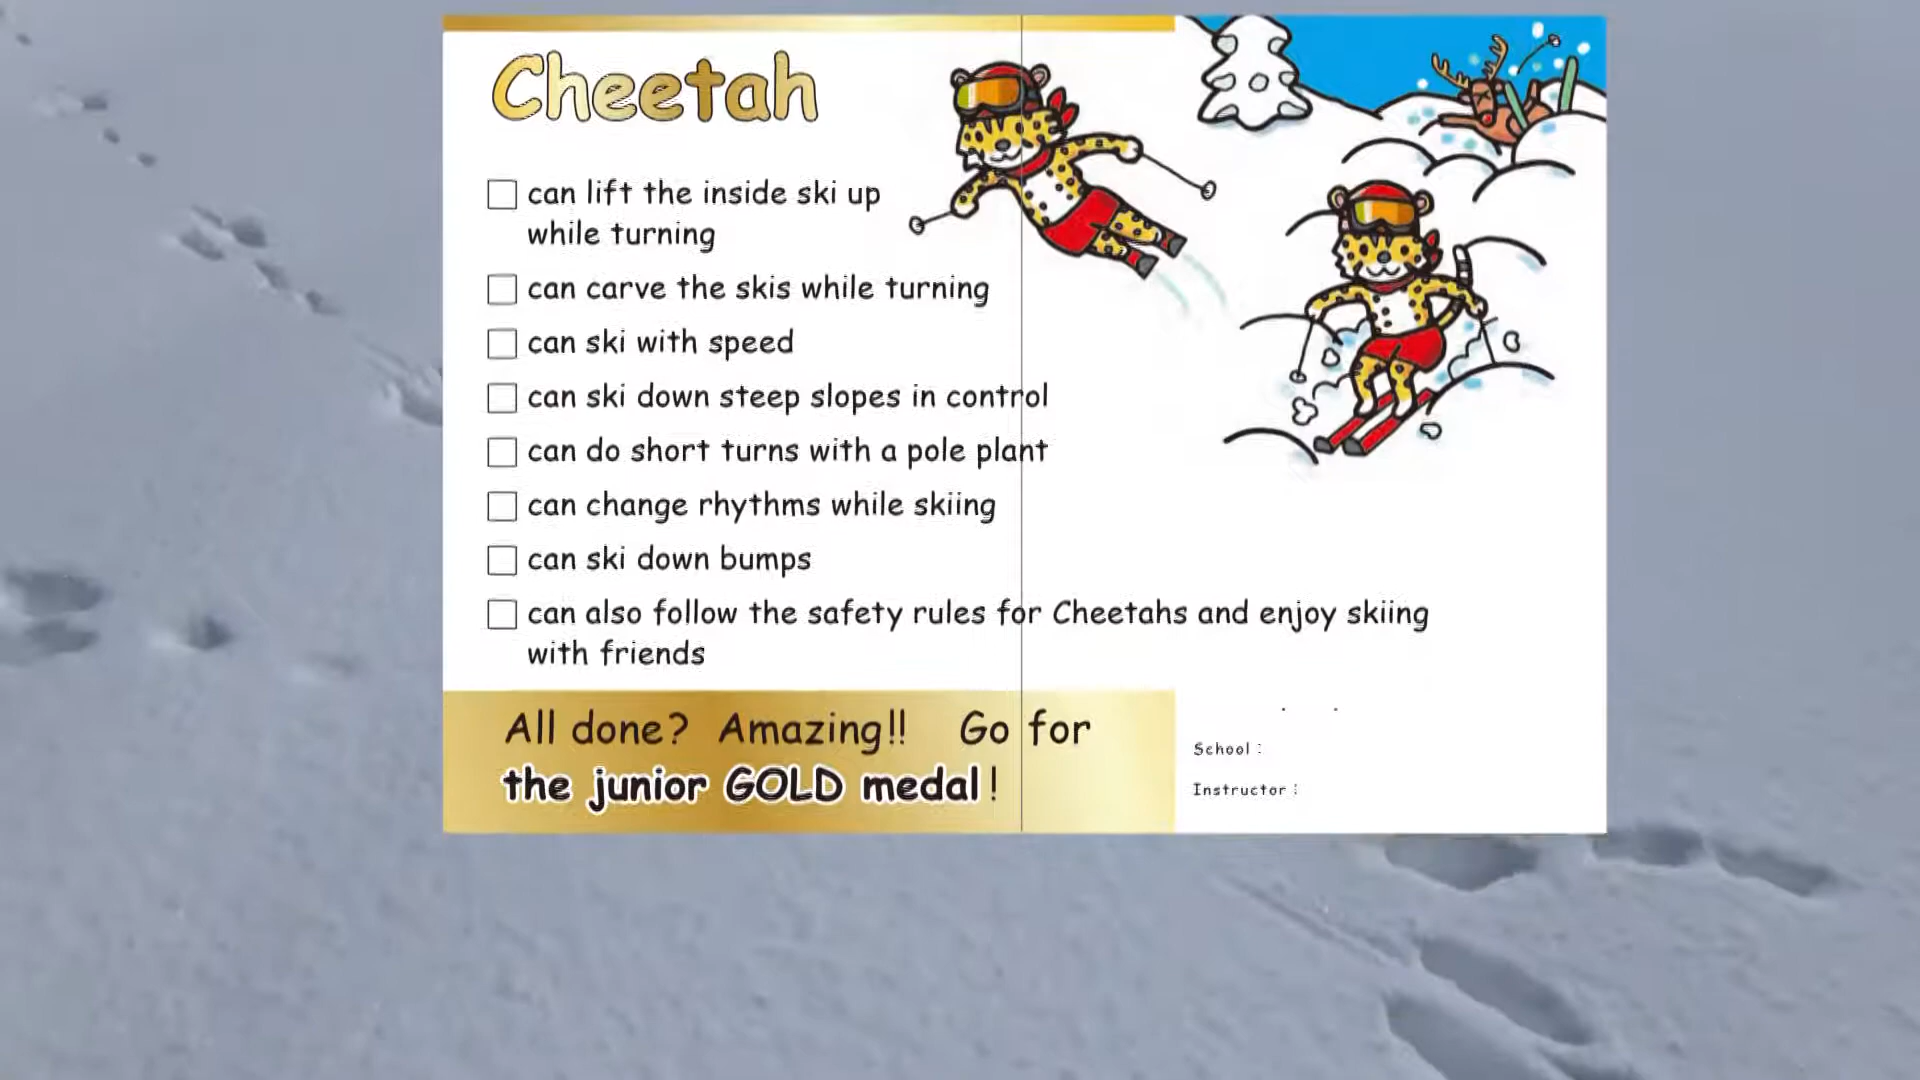 Cheetah
can lift the inside ski up
while turning
can carve the skis while turning
can ski with speed
can ski down steep slopes in control
can do short turns with a pole plant
can change rhythms while skiing
can ski down bumps
can also follow the safety rules for Cheetahs and enjoy skiing
with friends
All done? Amazing!! Go for
the junior GOLD medal!
School :
Instructor :